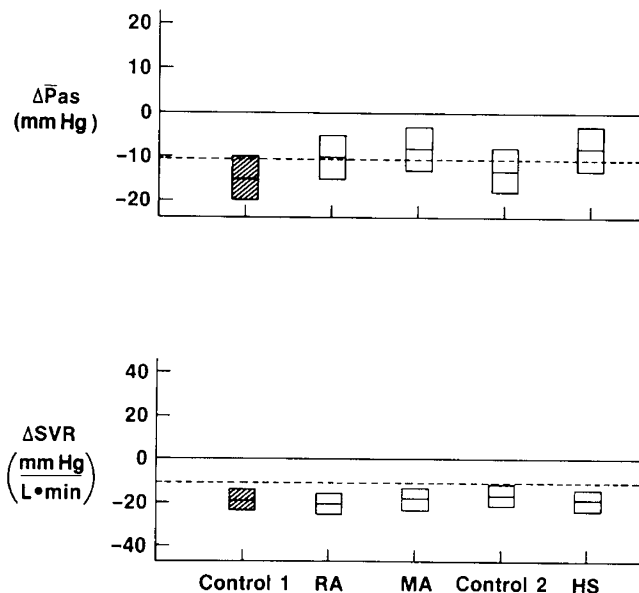 20
10
ΔP̄as
(mm Hg)
0
−10
−20
40
20
ΔSVR
(mm Hg
L•min)
0
−20
−40
Control 1 RA MA Control 2 HS